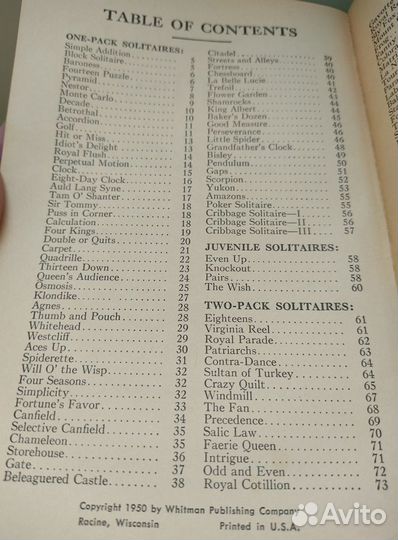 TABLE OF CONTENTS
ONE-PACK SOLITAIRES:
Simple Addition 5
Block Solitaire 5
Baroness 5
Fourteen Puzzle 6
Pyramid 6
Nestor 7
Monte Carlo 8
Decade 9
Betrothal 10
Accordion 10
Golf 11
Hit or Miss 11
Idiot's Delight 13
Royal Flush 13
Perpetual Motion 14
Clock 15
Eight-Day Clock 16
Auld Lang Syne 17
Tam O'Shanter 17
Sir Tommy 18
Puss in Corner 18
Calculation 18
Four Kings 20
Double or Quits 20
Carpet 21
Quadrille 22
Thirteen Down 23
Queen's Audience 24
Osmosis 25
Klondike 27
Agnes 28
Thumb and Pouch 28
Whitehead 29
Westcliff 29
Aces Up 30
Spiderette 31
Will O' the Wisp 32
Four Seasons 32
Simplicity 32
Fortune's Favor 33
Canfield 34
Selective Canfield 35
Chameleon 35
Storehouse 36
Gate 37
Beleaguered Castle 38
Citadel 39
Streets and Alleys 39
Fortress 40
Chessboard 40
La Belle Lucie 41
Trefoil 42
Flower Garden 42
Shamrocks 44
King Albert 44
Baker's Dozen 45
Good Measure 46
Perseverance 46
Little Spider 46
Grandfather's Clock 48
Bisley 49
Pendulum 50
Gaps 51
Scorpion 52
Yukon 54
Amazons 54
Poker Solitaire 55
Cribbage Solitaire—I 56
Cribbage Solitaire—II 56
Cribbage Solitaire—III 57
JUVENILE SOLITAIRES:
Even Up 58
Knockout 58
Pairs 58
The Wish 60
TWO-PACK SOLITAIRES:
Eighteens 61
Virginia Reel 61
Royal Parade 62
Patriarchs 63
Contra-Dance 64
Sultan of Turkey 64
Crazy Quilt 65
Windmill 67
The Fan 68
Precedence 69
Salic Law 70
Faerie Queen 71
Intrigue 71
Odd and Even 72
Royal Cotillion 73
Copyright 1950 by Whitman Publishing Company
Racine, Wisconsin Printed in U.S.A.
Avito